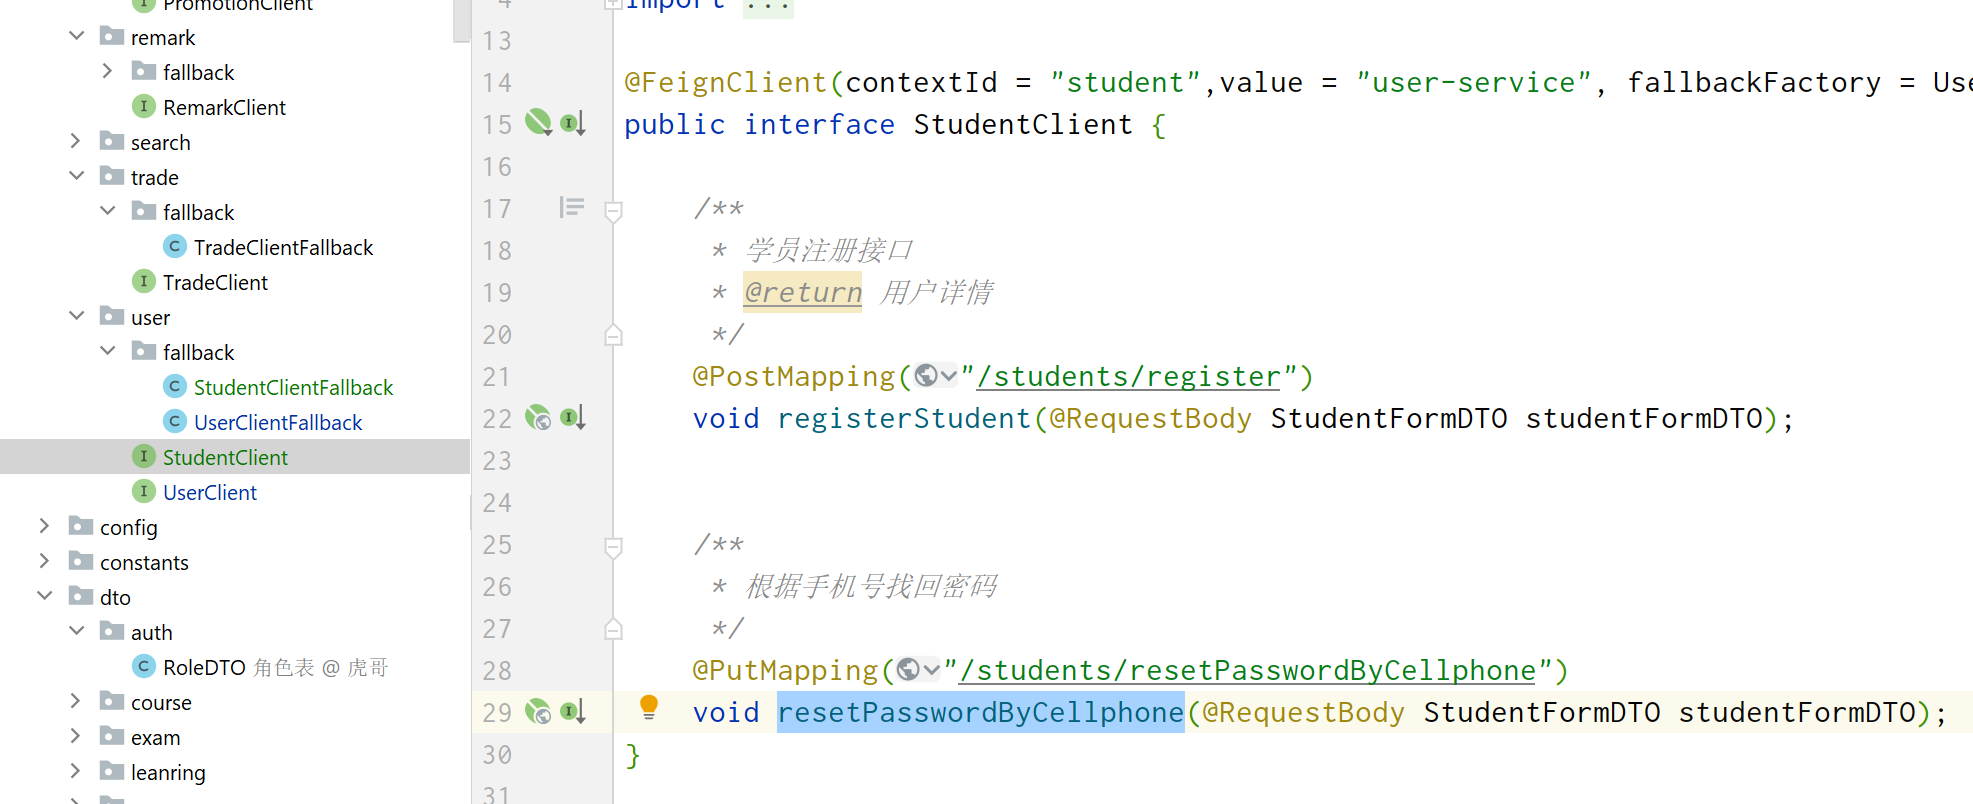 PromotionClient
remark
fallback
RemarkClient
search
trade
fallback
TradeClientFallback
TradeClient
user
fallback
StudentClientFallback
UserClientFallback
StudentClient
UserClient
config
constants
dto
auth
RoleDTO 角色表 @ 虎哥
course
exam
leanring
4 import ...
13
14 @FeignClient(contextId = "student",value = "user-service", fallbackFactory = Use
15 public interface StudentClient {
16
17 /**
18 * 学员注册接口
19 * @return 用户详情
20 */
21 @PostMapping("/students/register")
22 void registerStudent(@RequestBody StudentFormDTO studentFormDTO);
23
24
25 /**
26 * 根据手机号找回密码
27 */
28 @PutMapping("/students/resetPasswordByCellphone")
29 void resetPasswordByCellphone(@RequestBody StudentFormDTO studentFormDTO);
30 }
31